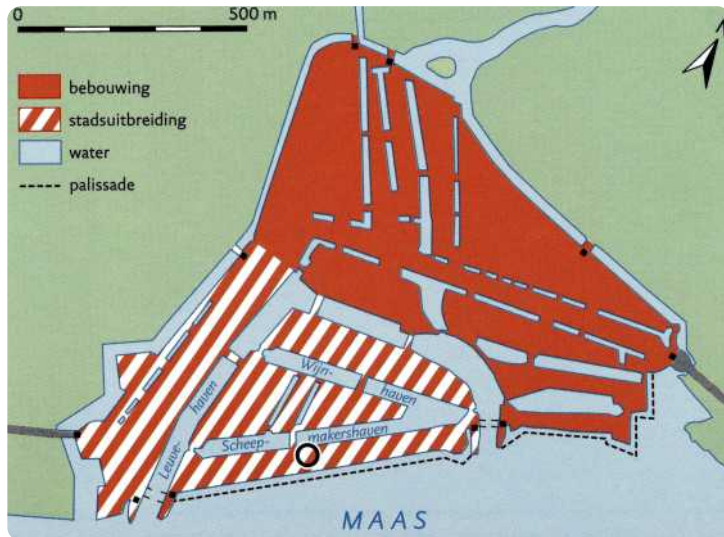 0 500 m
bebouwing
stadsuitbreiding
water
palissade
Wijn-
haven
haven
Leuve-
Scheep-
makershaven
MAAS